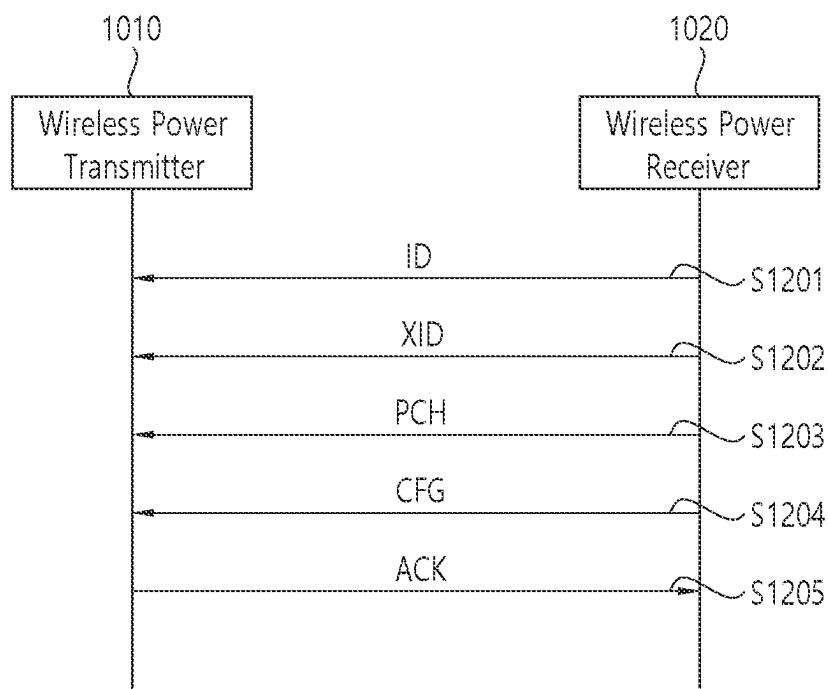 1010
1020
Wireless Power
Transmitter
Wireless Power
Receiver
ID
S1201
XID
S1202
PCH
S1203
CFG
S1204
ACK
S1205